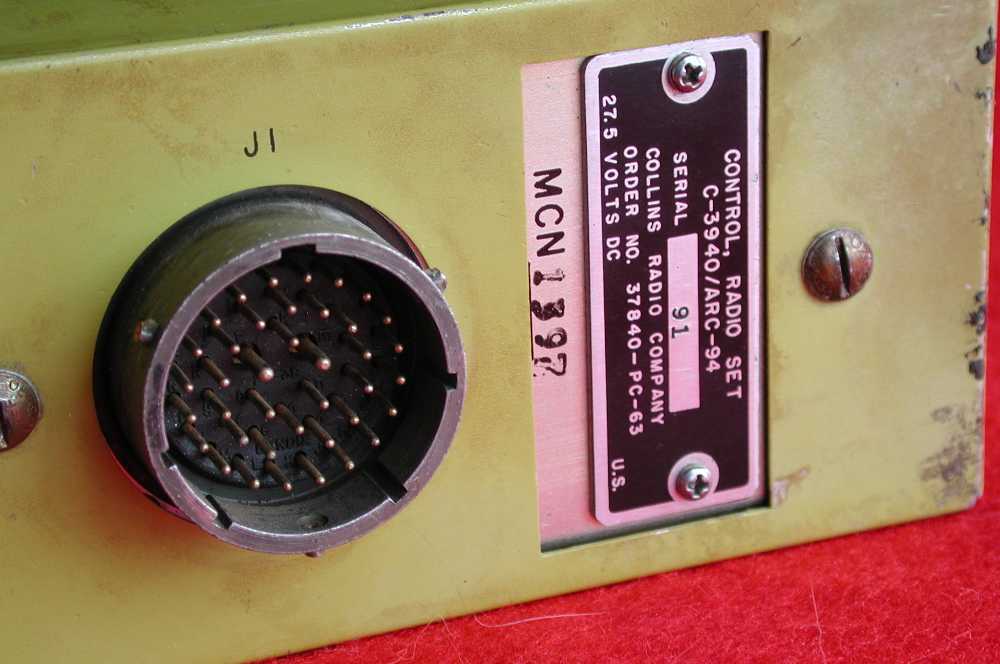 J1
MCN 1397
CONTROL, RADIO SET
C-3940/ARC-94
SERIAL 91
COLLINS RADIO COMPANY
ORDER NO. 37840-PC-63
27.5 VOLTS DC U.S.